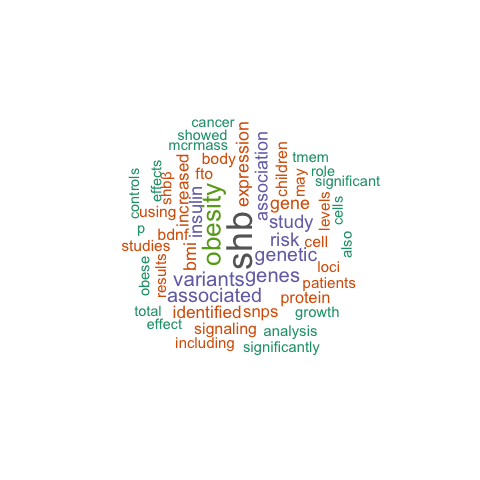 cancer
showed
mcrmass
body
fto
expression
association
children
tmem
role
significant
may
levels
cells
also
controls
effects
shbp
increased
insulin
obesity
shb
gene
study
risk
cell
genetic
using
p
bdnf
studies
bmi
results
obese
variants
genes
loci
patients
associated
protein
total
identified
snps
growth
effect
signaling
analysis
including
significantly